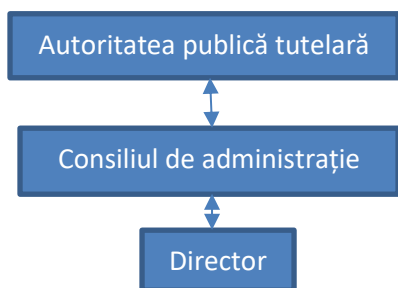 Autoritatea publică tutelară
Consiliul de administrație
Director